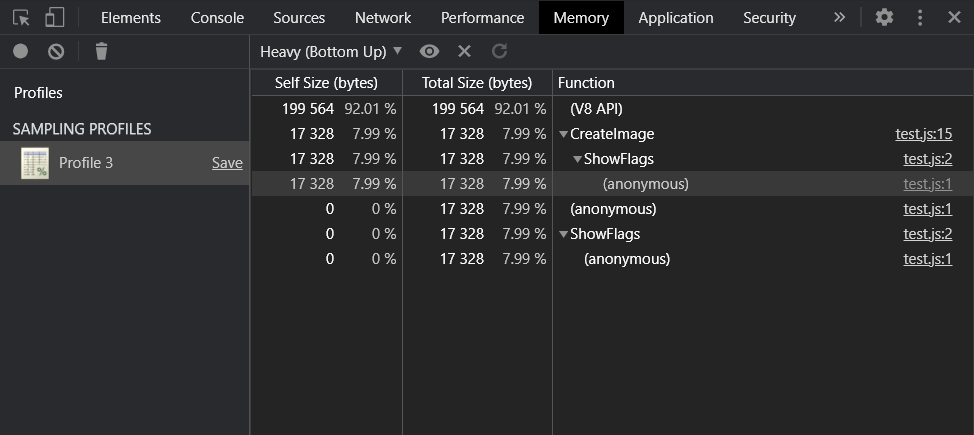 Elements Console Sources Network Performance Memory Application Security »
Heavy (Bottom Up) ▼
Profiles
SAMPLING PROFILES
Profile 3 Save
Self Size (bytes) Total Size (bytes) Function
199 564 92.01 % 199 564 92.01 % (V8 API)
17 328 7.99 % 17 328 7.99 % CreateImage test.js:15
17 328 7.99 % 17 328 7.99 % ShowFlags test.js:2
17 328 7.99 % 17 328 7.99 % (anonymous) test.js:1
0 0 % 17 328 7.99 % (anonymous) test.js:1
0 0 % 17 328 7.99 % ShowFlags test.js:2
0 0 % 17 328 7.99 % (anonymous) test.js:1